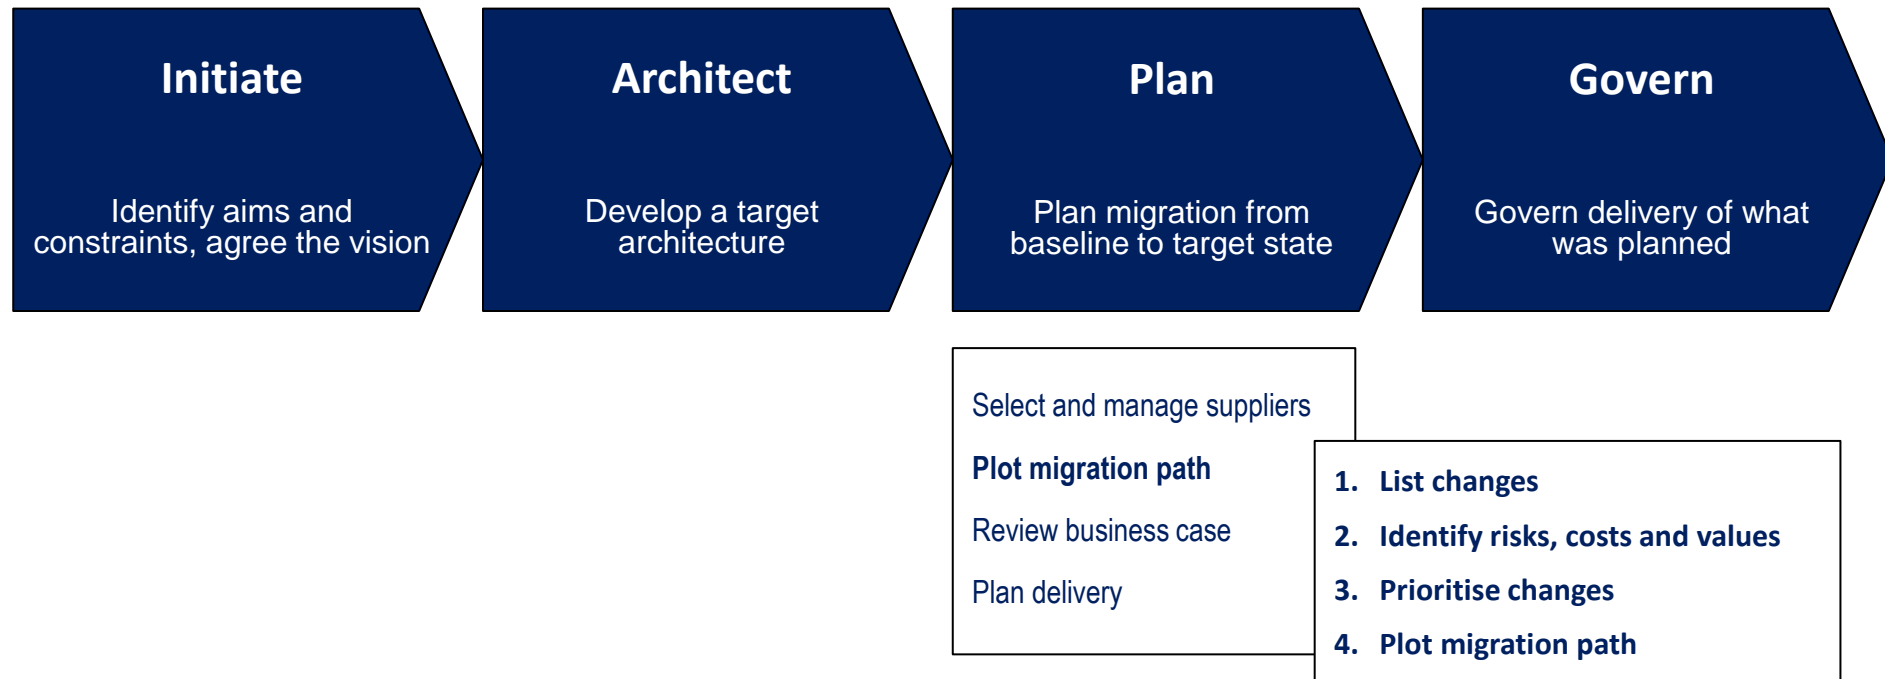 Initiate
Identify aims and
constraints, agree the vision
Architect
Develop a target
architecture
Plan
Plan migration from
baseline to target state
Govern
Govern delivery of what
was planned
Select and manage suppliers
Plot migration path
Review business case
Plan delivery
1. List changes
2. Identify risks, costs and values
3. Prioritise changes
4. Plot migration path